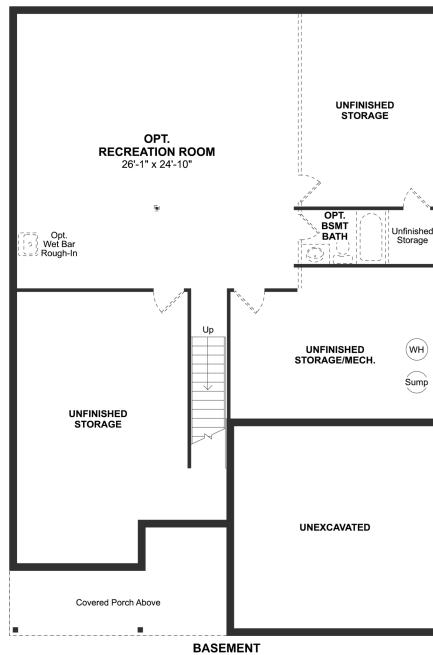 UNFINISHED
STORAGE
OPT.
RECREATION ROOM
26'-1" x 24'-10"
OPT.
BSMT
BATH
Unfinished
Storage
Opt.
Wet Bar
Rough-In
Up
UNFINISHED
STORAGE/MECH.
WH
Sump
UNFINISHED
STORAGE
UNEXCAVATED
Covered Porch Above
BASEMENT